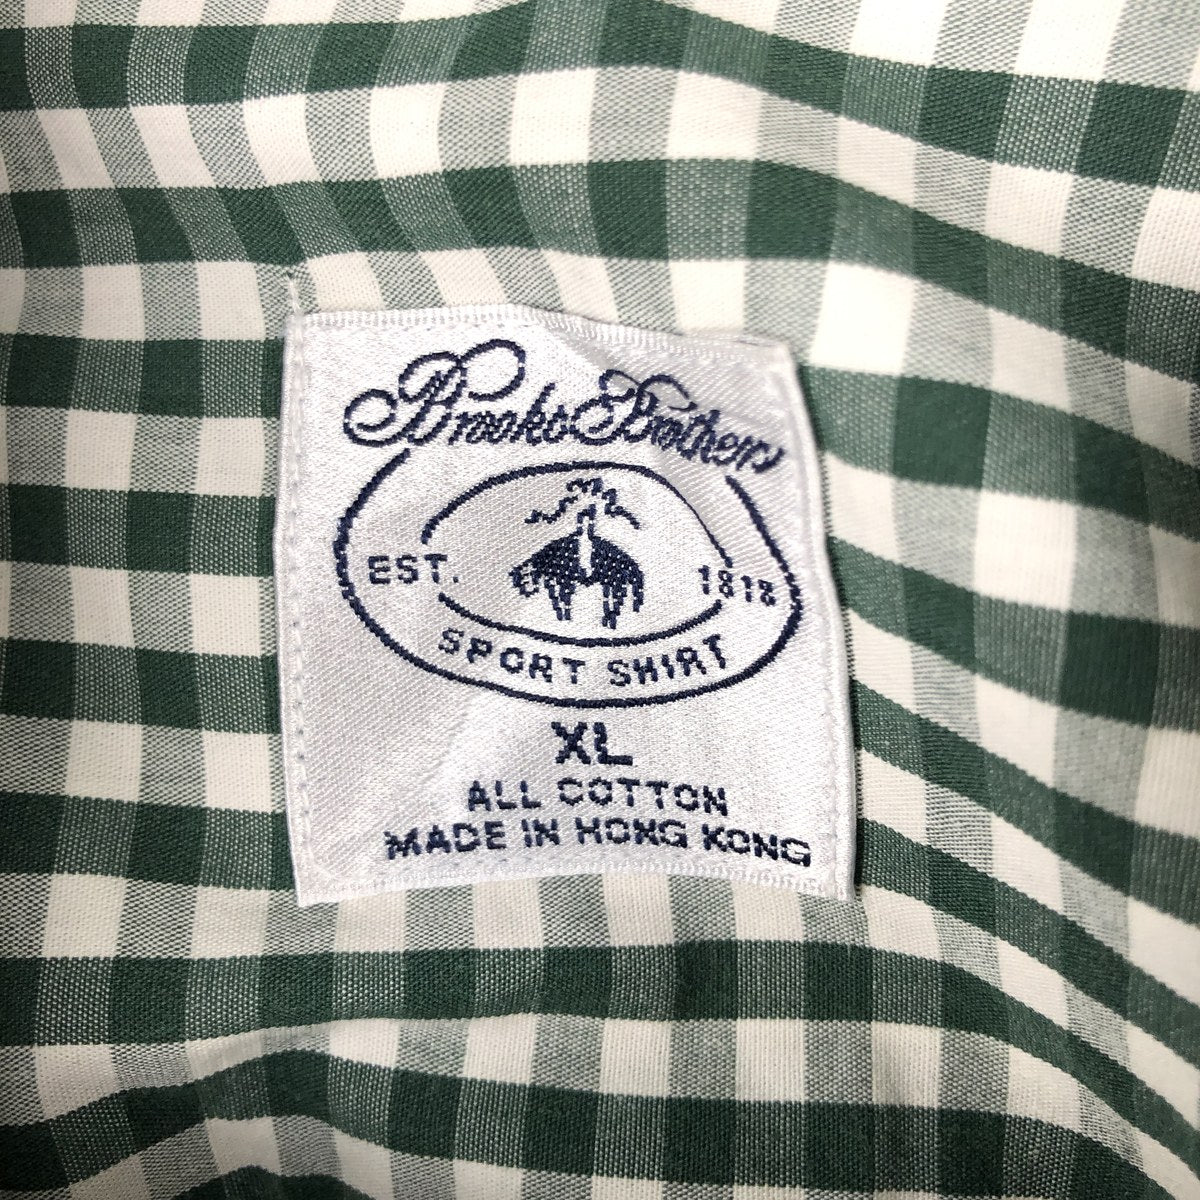 Brooks Brothers
EST. 1818
SPORT SHIRT
XL
ALL COTTON
MADE IN HONG KONG